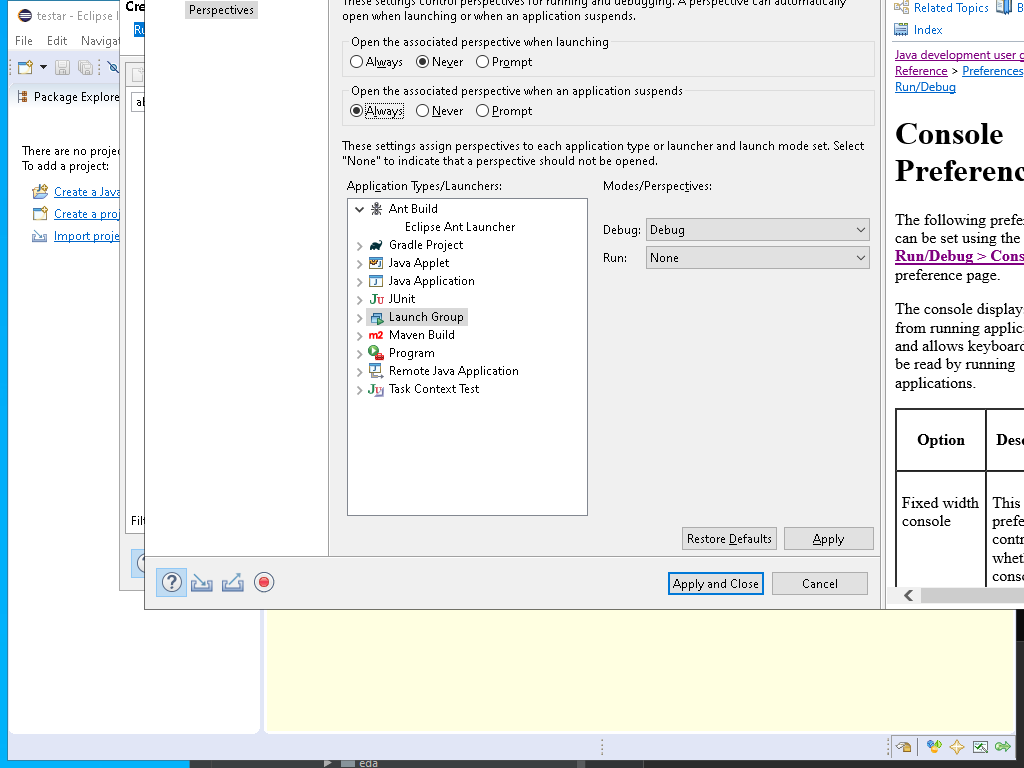 testar - Eclipse I
File Edit Navigat
Package Explore
There are no projec
To add a project:
Create a Java
Create a proj
Import proje
Cre
Ru
Filt
Perspectives
These settings control perspectives for running and debugging. A perspective can automatically
open when launching or when an application suspends.
Open the associated perspective when launching
Always Never Prompt
Open the associated perspective when an application suspends
Always Never Prompt
These settings assign perspectives to each application type or launcher and launch mode set. Select
"None" to indicate that a perspective should not be opened.
Application Types/Launchers:
Modes/Perspectives:
Ant Build
Eclipse Ant Launcher
Gradle Project
Java Applet
Java Application
JUnit
Launch Group
Maven Build
Program
Remote Java Application
Task Context Test
Debug: Debug
Run: None
Restore Defaults Apply
Apply and Close Cancel
Related Topics B
Index
Java development user g
Reference > Preferences
Run/Debug
Console
Preferenc
The following prefer
can be set using the
Run/Debug > Cons
preference page.
The console displays
from running applica
and allows keyboard
be read by running
applications.
Option Desc
Fixed width
console
This
prefe
contr
wheth
conso
eda